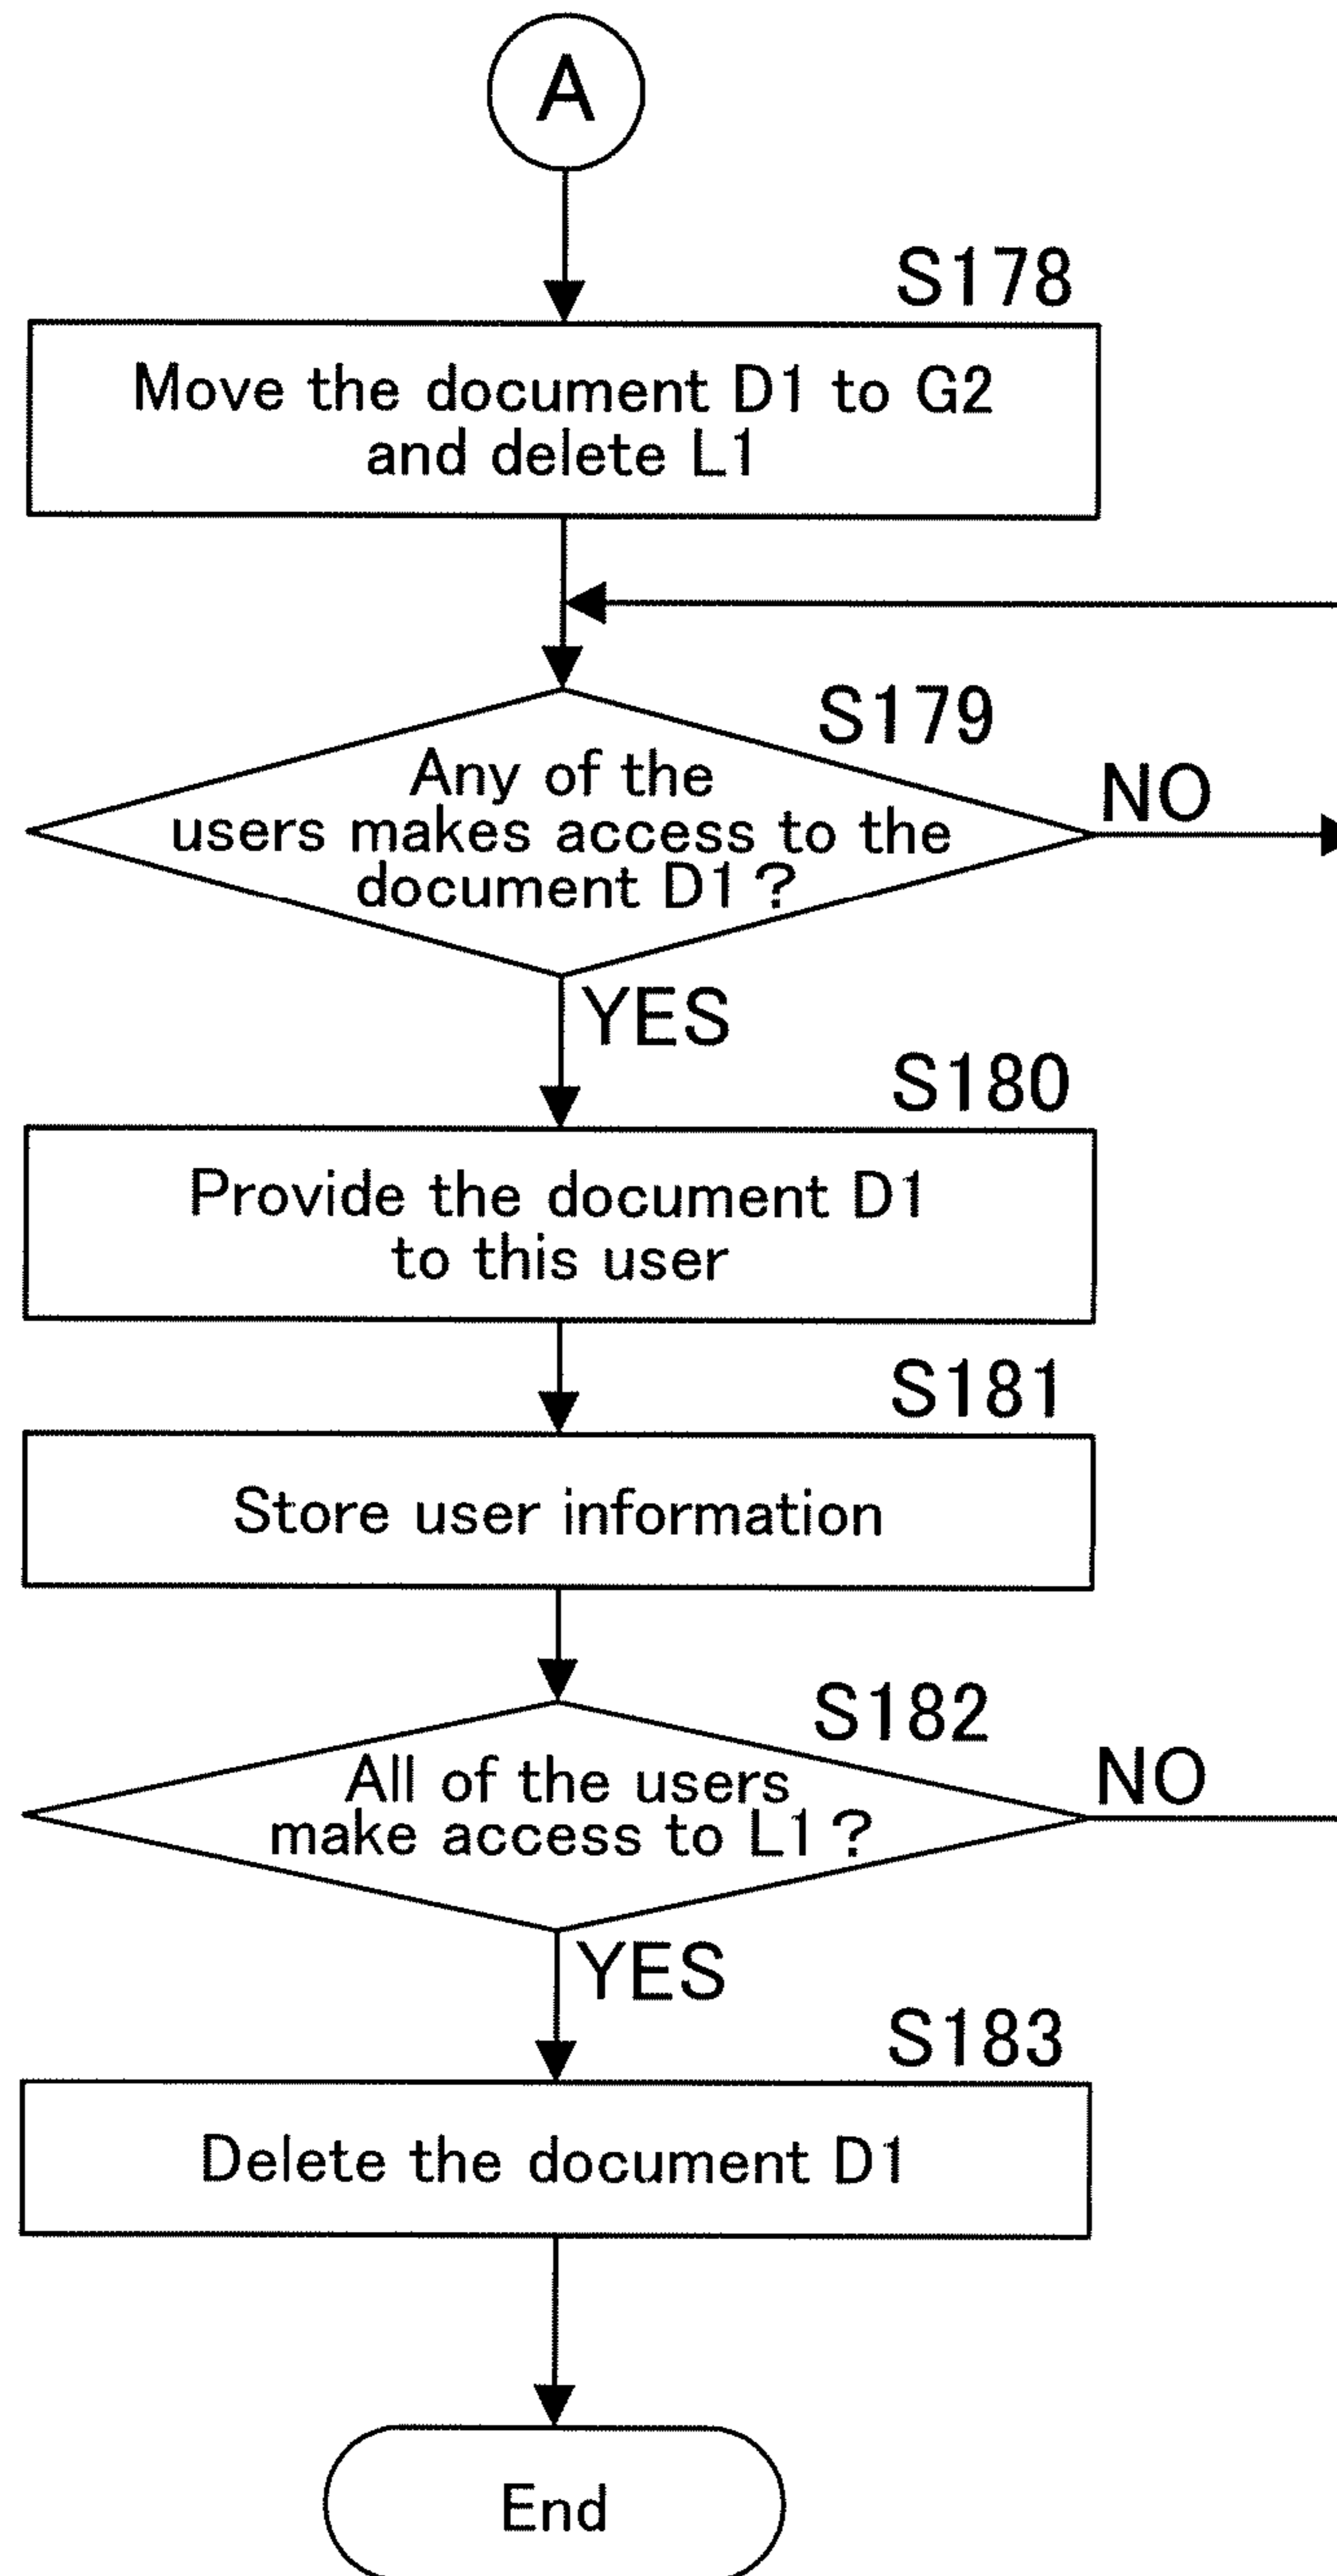 A
S178
Move the document D1 to G2
and delete L1
S179
Any of the
users makes access to the
document D1?
NO
YES
S180
Provide the document D1
to this user
S181
Store user information
S182
All of the users
make access to L1?
NO
YES
S183
Delete the document D1
End